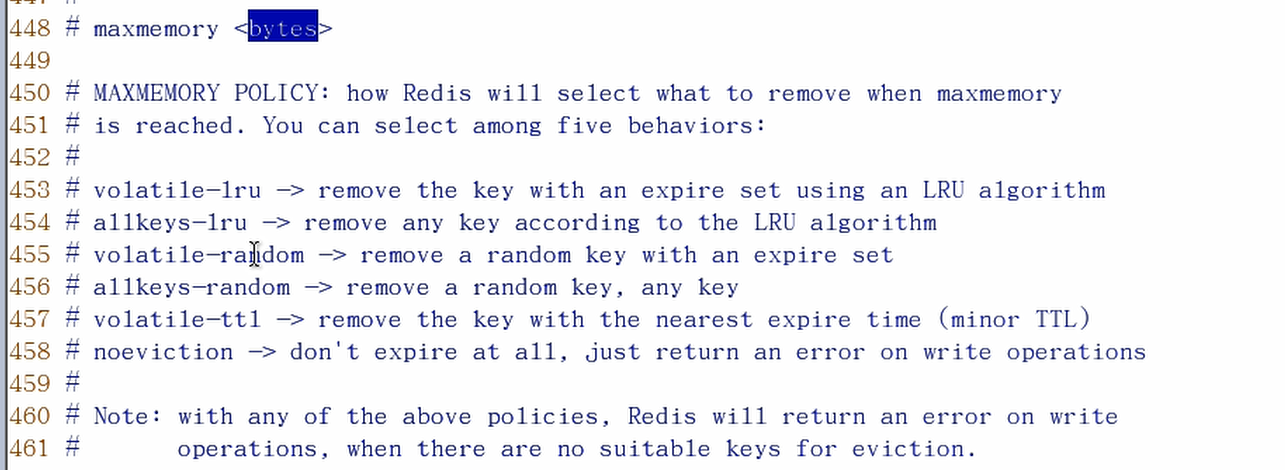 448 # maxmemory <bytes>
449
450 # MAXMEMORY POLICY: how Redis will select what to remove when maxmemory
451 # is reached. You can select among five behaviors:
452 #
453 # volatile-lru -> remove the key with an expire set using an LRU algorithm
454 # allkeys-lru -> remove any key according to the LRU algorithm
455 # volatile-random -> remove a random key with an expire set
456 # allkeys-random -> remove a random key, any key
457 # volatile-ttl -> remove the key with the nearest expire time (minor TTL)
458 # noeviction -> don't expire at all, just return an error on write operations
459 #
460 # Note: with any of the above policies, Redis will return an error on write
461 #       operations, when there are no suitable keys for eviction.